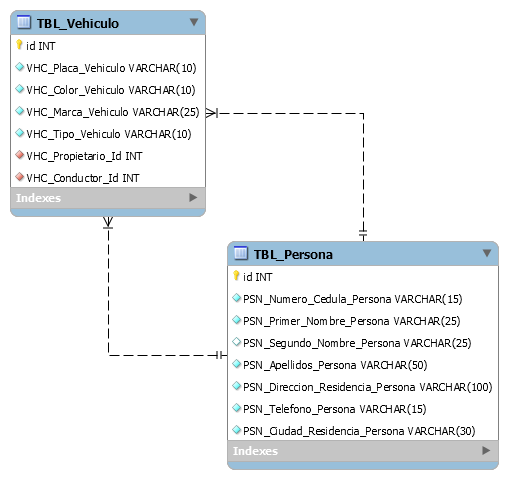 TBL_Vehiculo
id INT
VHC_Placa_Vehiculo VARCHAR(10)
VHC_Color_Vehiculo VARCHAR(10)
VHC_Marca_Vehiculo VARCHAR(25)
VHC_Tipo_Vehiculo VARCHAR(10)
VHC_Propietario_Id INT
VHC_Conductor_Id INT
Indexes
TBL_Persona
id INT
PSN_Numero_Cedula_Persona VARCHAR(15)
PSN_Primer_Nombre_Persona VARCHAR(25)
PSN_Segundo_Nombre_Persona VARCHAR(25)
PSN_Apellidos_Persona VARCHAR(50)
PSN_Direccion_Residencia_Persona VARCHAR(100)
PSN_Telefono_Persona VARCHAR(15)
PSN_Ciudad_Residencia_Persona VARCHAR(30)
Indexes